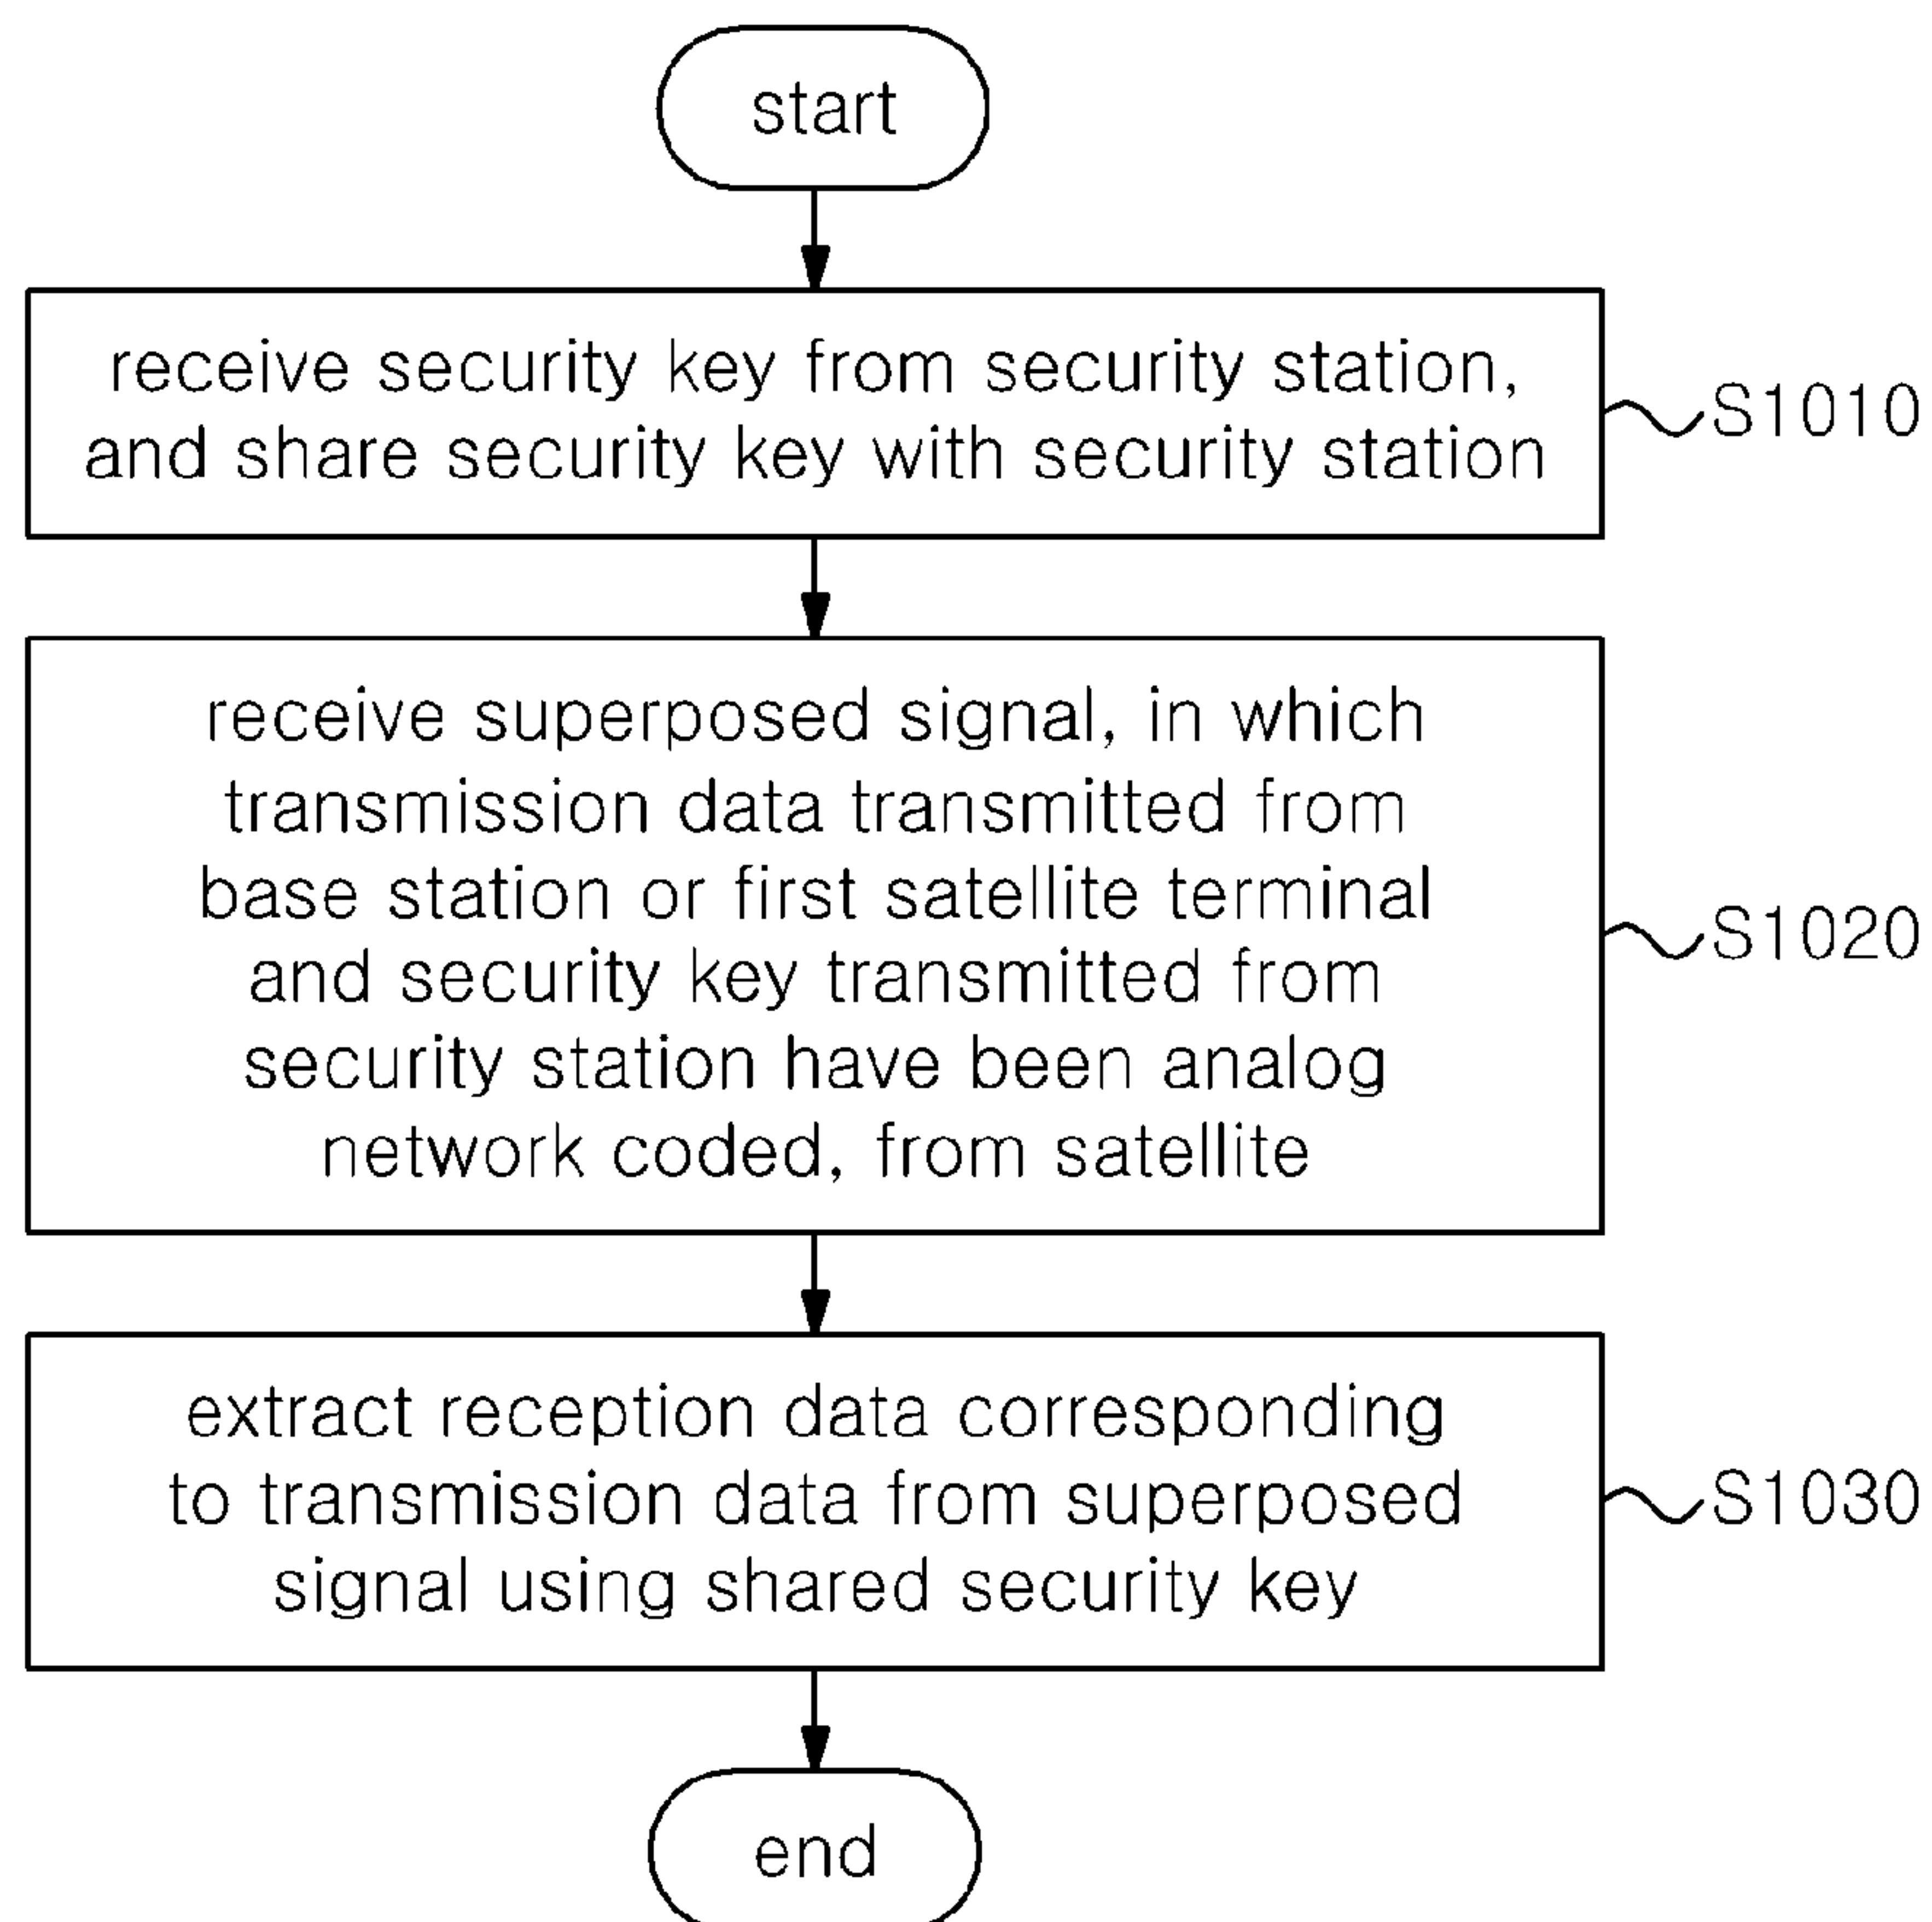 start
receive security key from security station,
and share security key with security station
S1010
receive superposed signal, in which
transmission data transmitted from
base station or first satellite terminal
and security key transmitted from
security station have been analog
network coded, from satellite
S1020
extract reception data corresponding
to transmission data from superposed
signal using shared security key
S1030
end